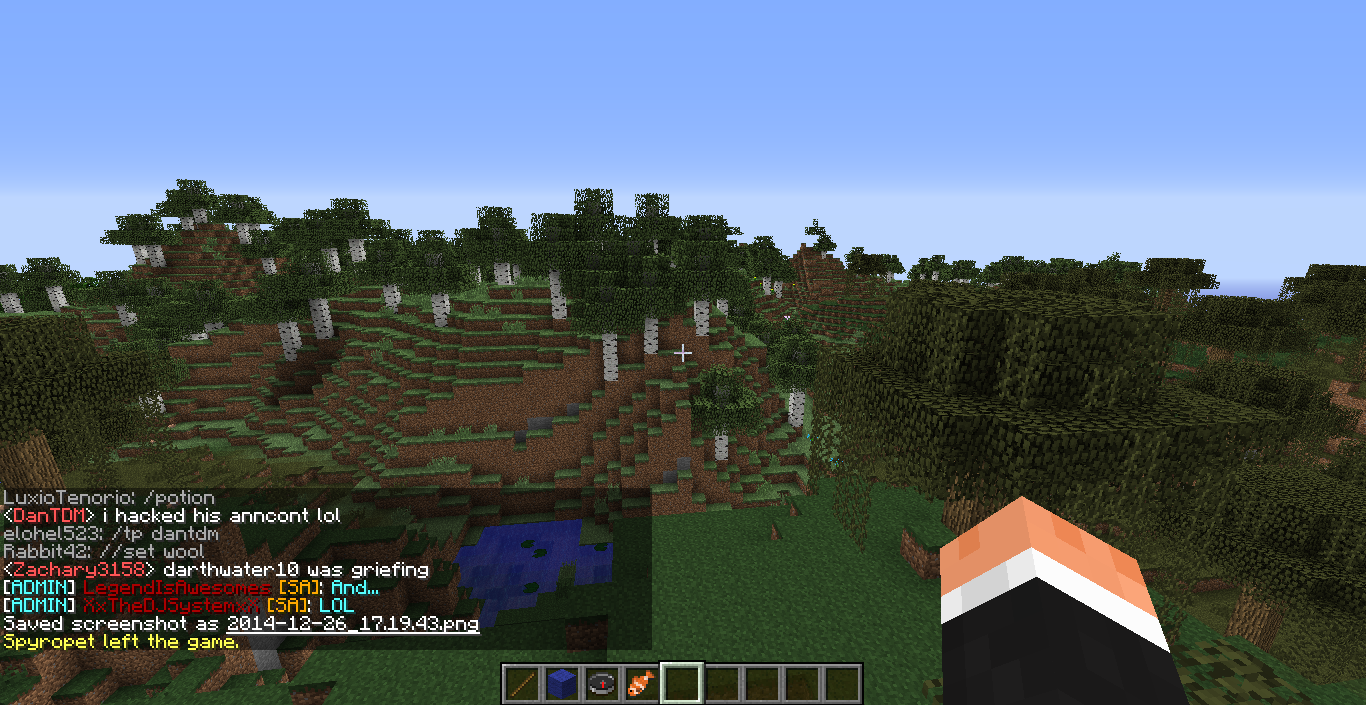 LuxioTenorio: /potion
<DanTDM> i hacked his anncont lol
elohel523: /tp dantdm
Rabbit42: //set wool
<Zachary3158> darthwater10 was griefing
[ADMIN] LegendIsAwesomes [SA]: And...
[ADMIN] XxTheDJSystemxX [SA]: LOL
Saved screenshot as 2014-12-26_17.19.43.png
Spyropet left the game.